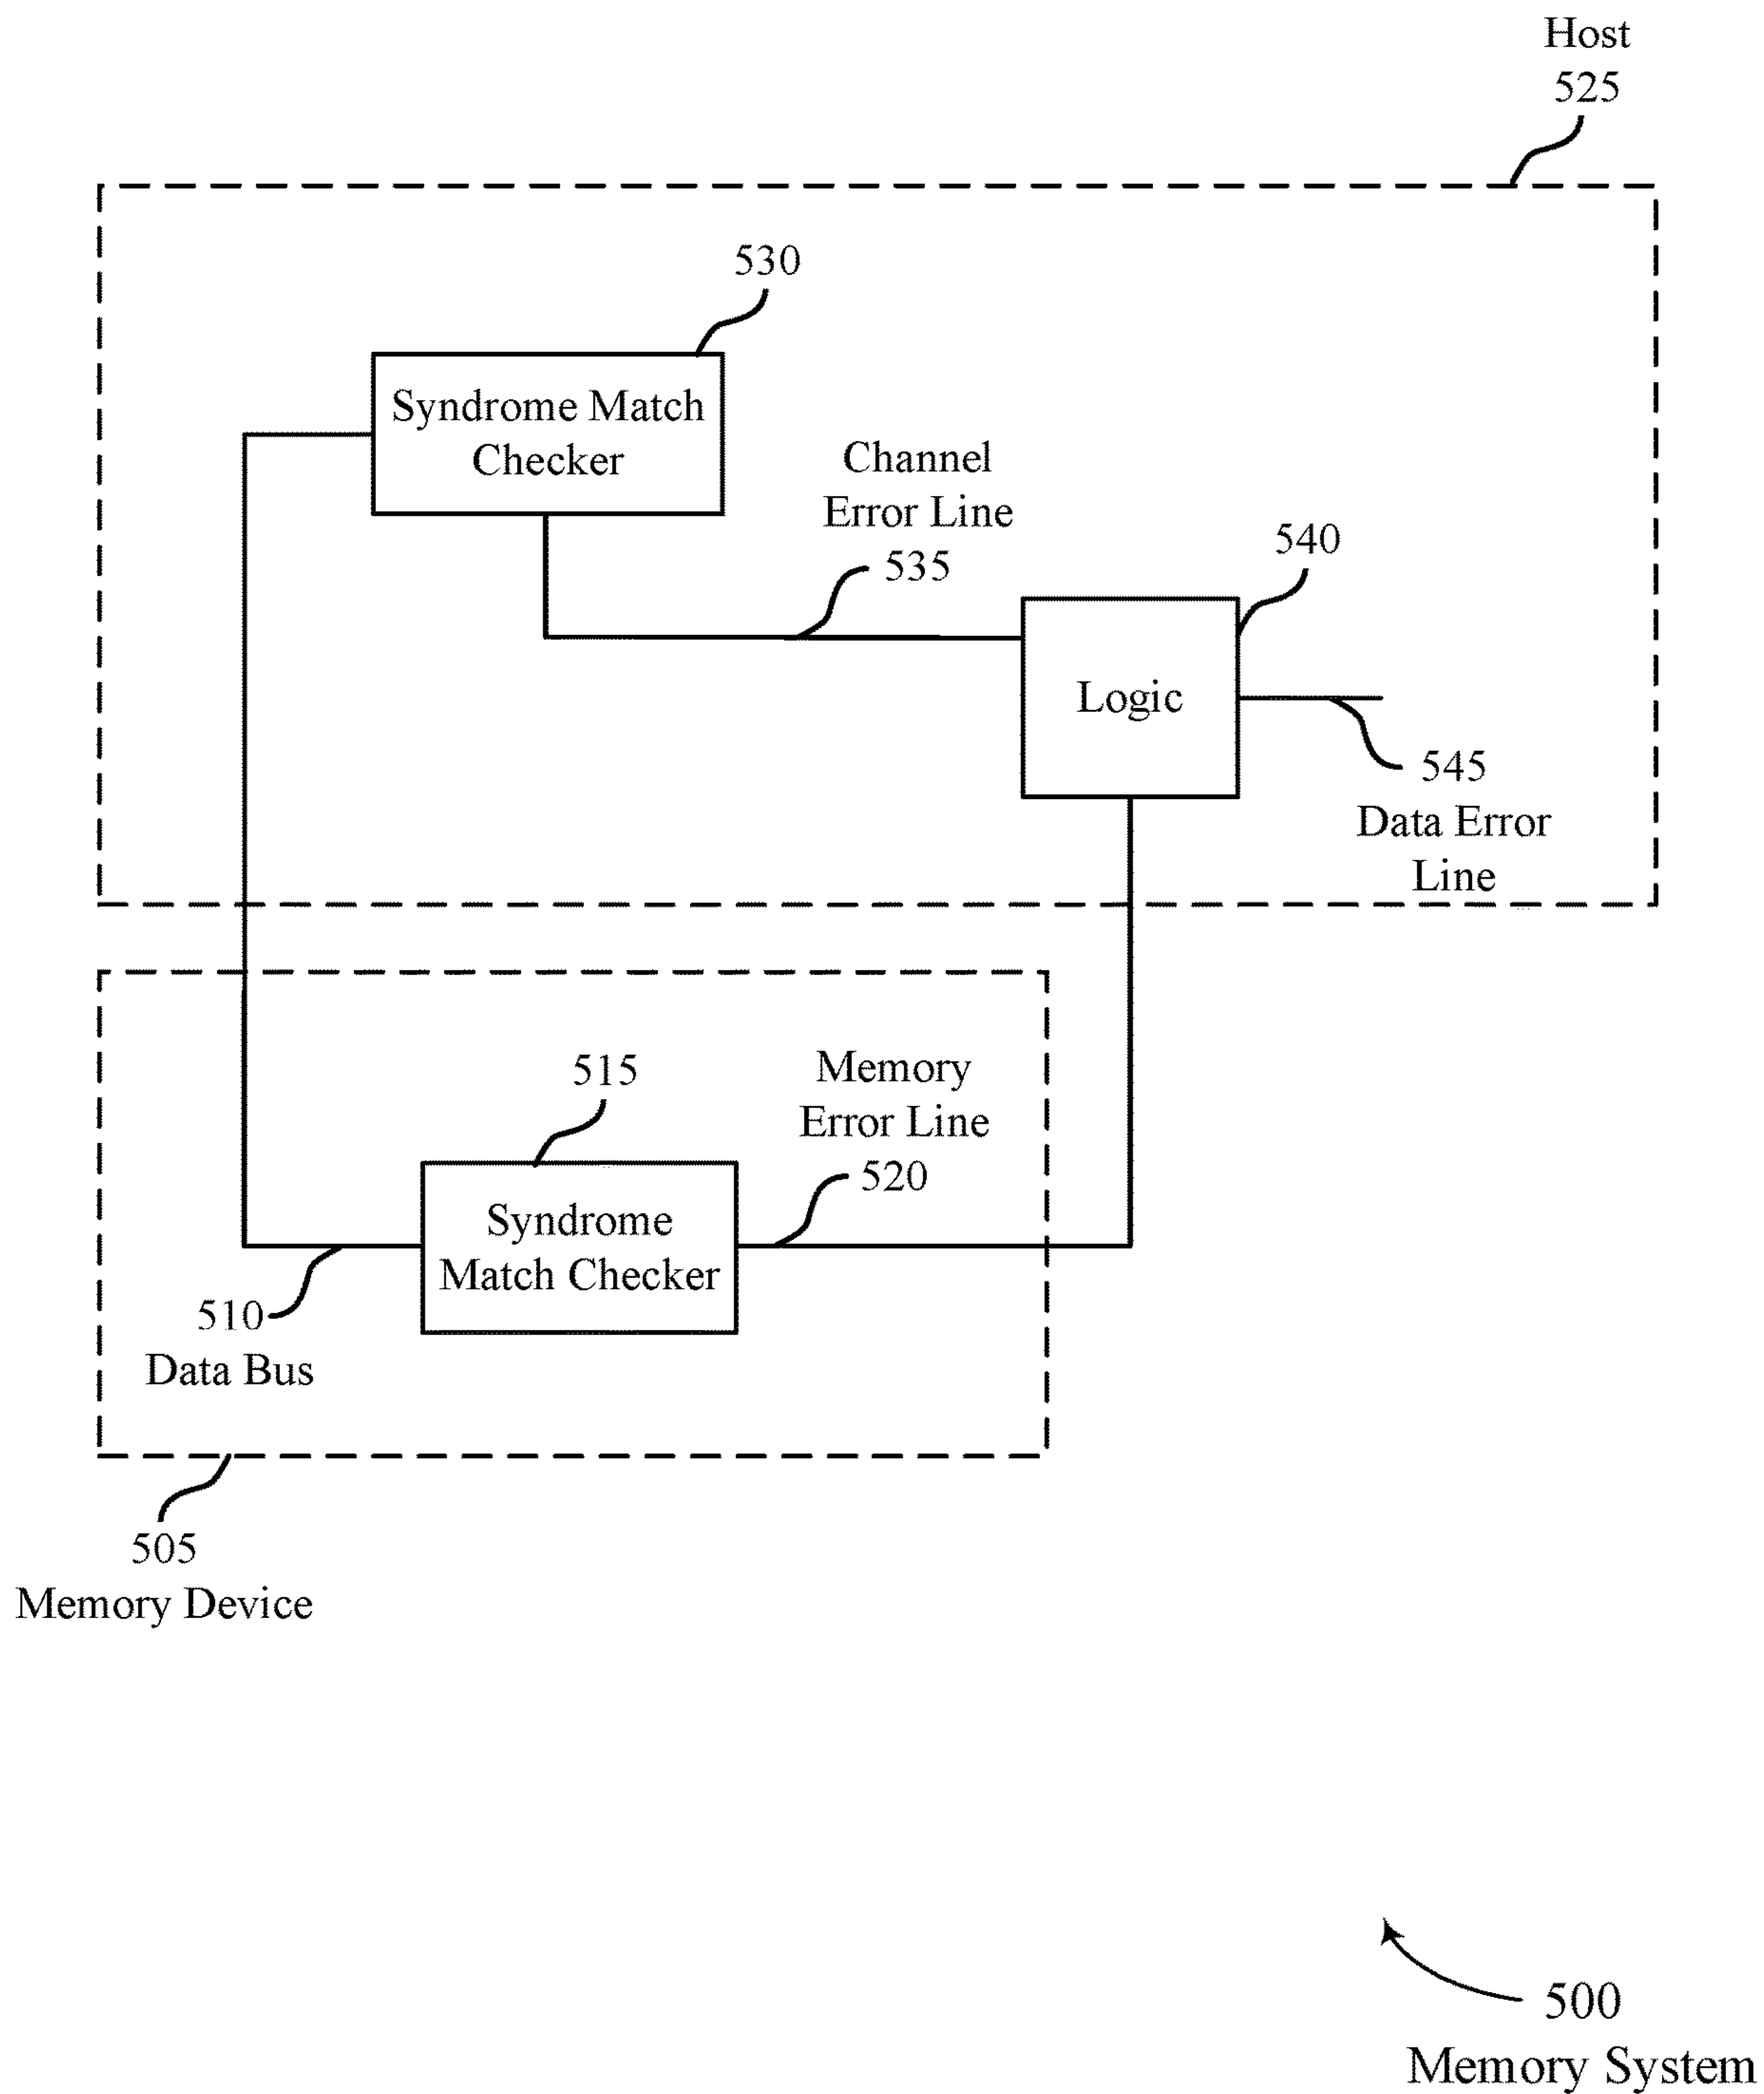 Host
525
530
Syndrome Match
Checker
Channel
Error Line
535
540
Logic
545
Data Error
Line
515
Memory
Error Line
520
Syndrome
Match Checker
510
Data Bus
505
Memory Device
500
Memory System